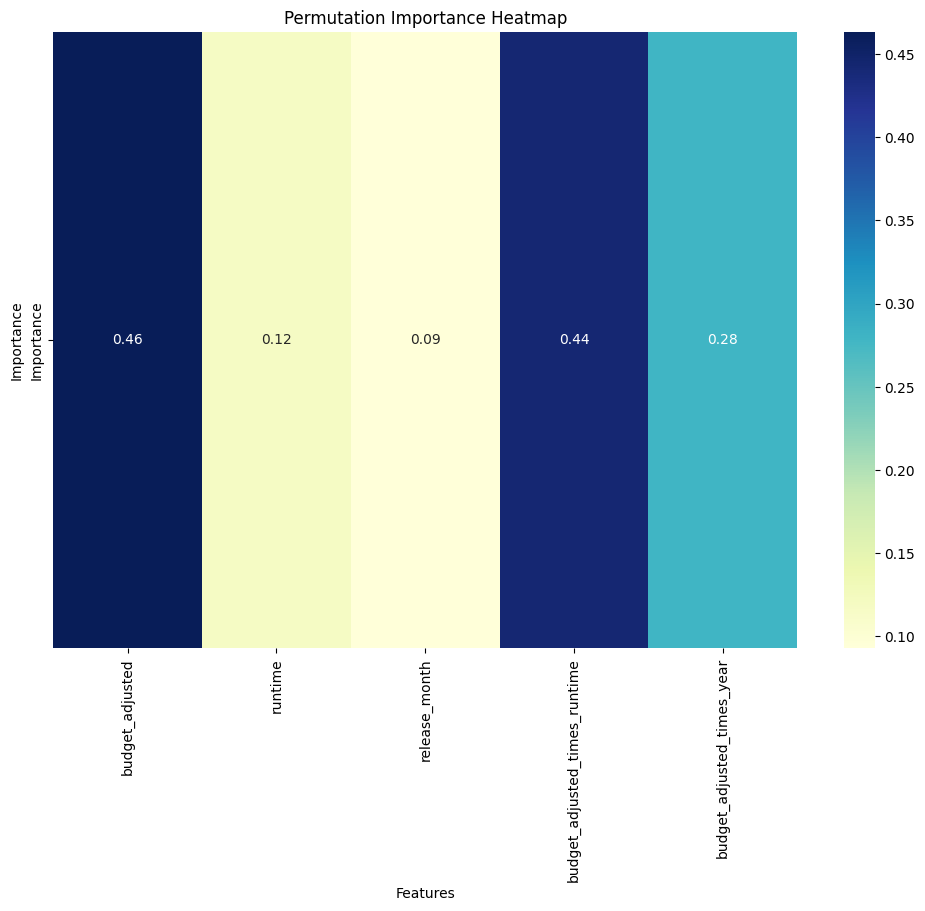 Permutation Importance Heatmap
Importance
Importance
0.46
0.12
0.09
0.44
0.28
0.45
0.40
0.35
0.30
0.25
0.20
0.15
0.10
budget_adjusted
runtime
release_month
budget_adjusted_times_runtime
budget_adjusted_times_year
Features